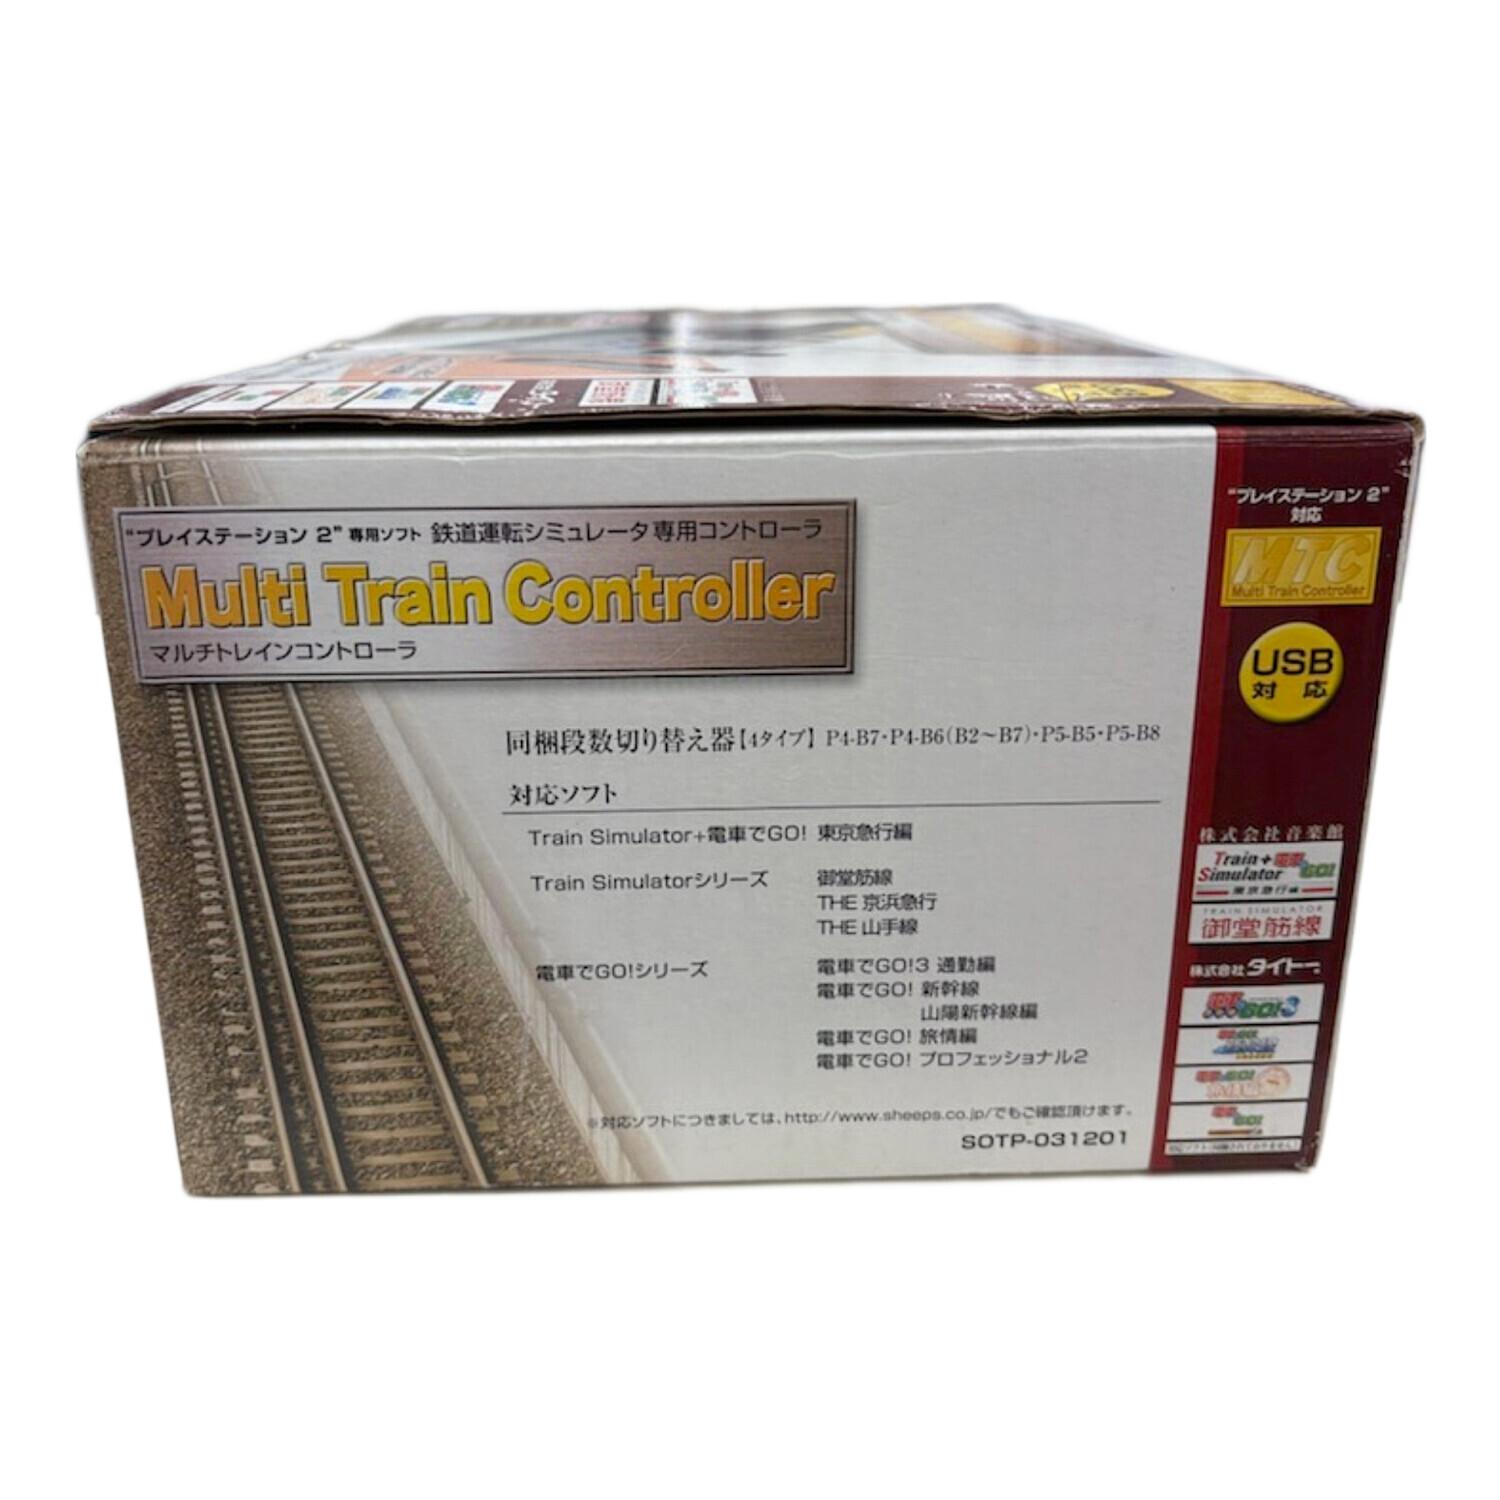 "プレイステーション 2" 専用ソフト 鉄道運転シミュレータ専用コントローラ
Multi Train Controller
マルチトレインコントローラ
同梱段数切り替え器【4タイプ】 P4-B7・P4-B6(B2～B7)・P5-B5・P5-B8
対応ソフト
Train Simulator+電車でGO! 東京急行編
Train Simulatorシリーズ 御堂筋線
THE 京浜急行
THE 山手線
電車でGO!シリーズ 電車でGO!3 通勤編
電車でGO! 新幹線
山陽新幹線編
電車でGO! 旅情編
電車でGO! プロフェッショナル2
※対応ソフトにつきましては、http://www.sheeps.co.jp/でもご確認頂けます。
SOTP-031201
"プレイステーション 2"
対応
MTC
Multi Train Controller
USB
対 応
株式会社音楽館
Train+電車
Simulator でGO!
東京急行編
TRAIN SIMULATOR
御堂筋線
株式会社 タイトー
GO!3
GO!
GO!